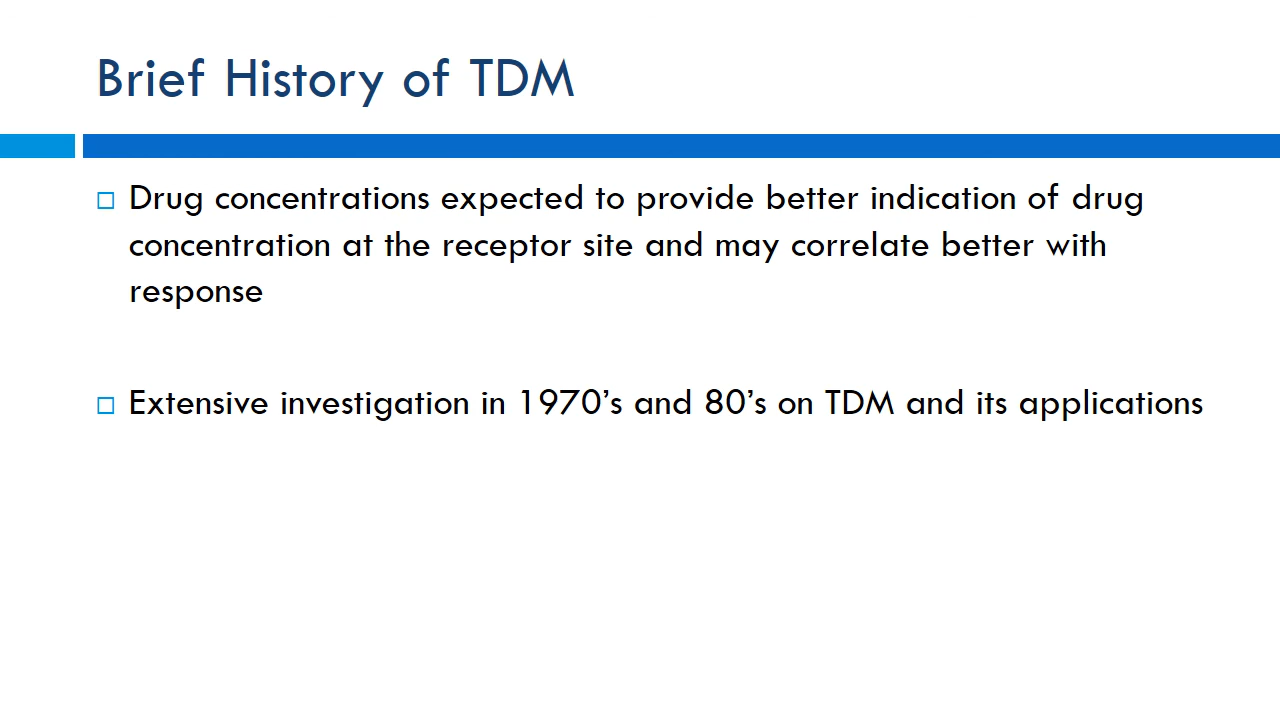 Brief History of TDM
Drug concentrations expected to provide better indication of drug
concentration at the receptor site and may correlate better with
response
Extensive investigation in 1970’s and 80’s on TDM and its applications